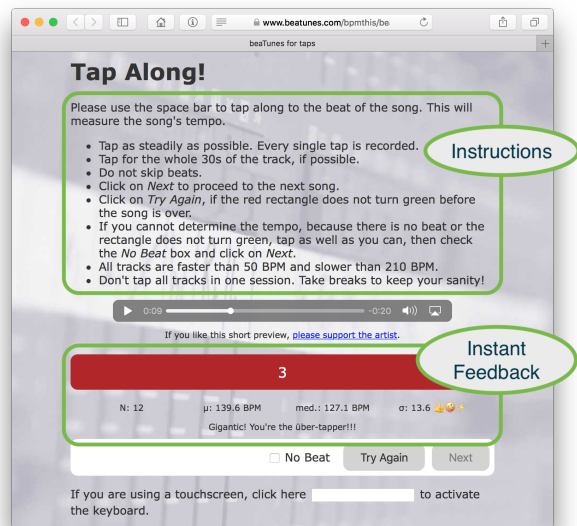 www.beatunes.com/bpmthis/be
beaTunes for taps
Tap Along!
Please use the space bar to tap along to the beat of the song. This will
measure the song's tempo.
• Tap as steadily as possible. Every single tap is recorded.
• Tap for the whole 30s of the track, if possible.
• Do not skip beats.
• Click on Next to proceed to the next song.
• Click on Try Again, if the red rectangle does not turn green before
the song is over.
• If you cannot determine the tempo, because there is no beat or the
rectangle does not turn green, tap as well as you can, then check
the No Beat box and click on Next.
• All tracks are faster than 50 BPM and slower than 210 BPM.
• Don't tap all tracks in one session. Take breaks to keep your sanity!
Instructions
0:09 -0:20
If you like this short preview, please support the artist.
Instant
Feedback
3
N: 12 μ: 139.6 BPM med.: 127.1 BPM σ: 13.6
Gigantic! You're the über-tapper!!!
No Beat Try Again Next
If you are using a touchscreen, click here to activate
the keyboard.